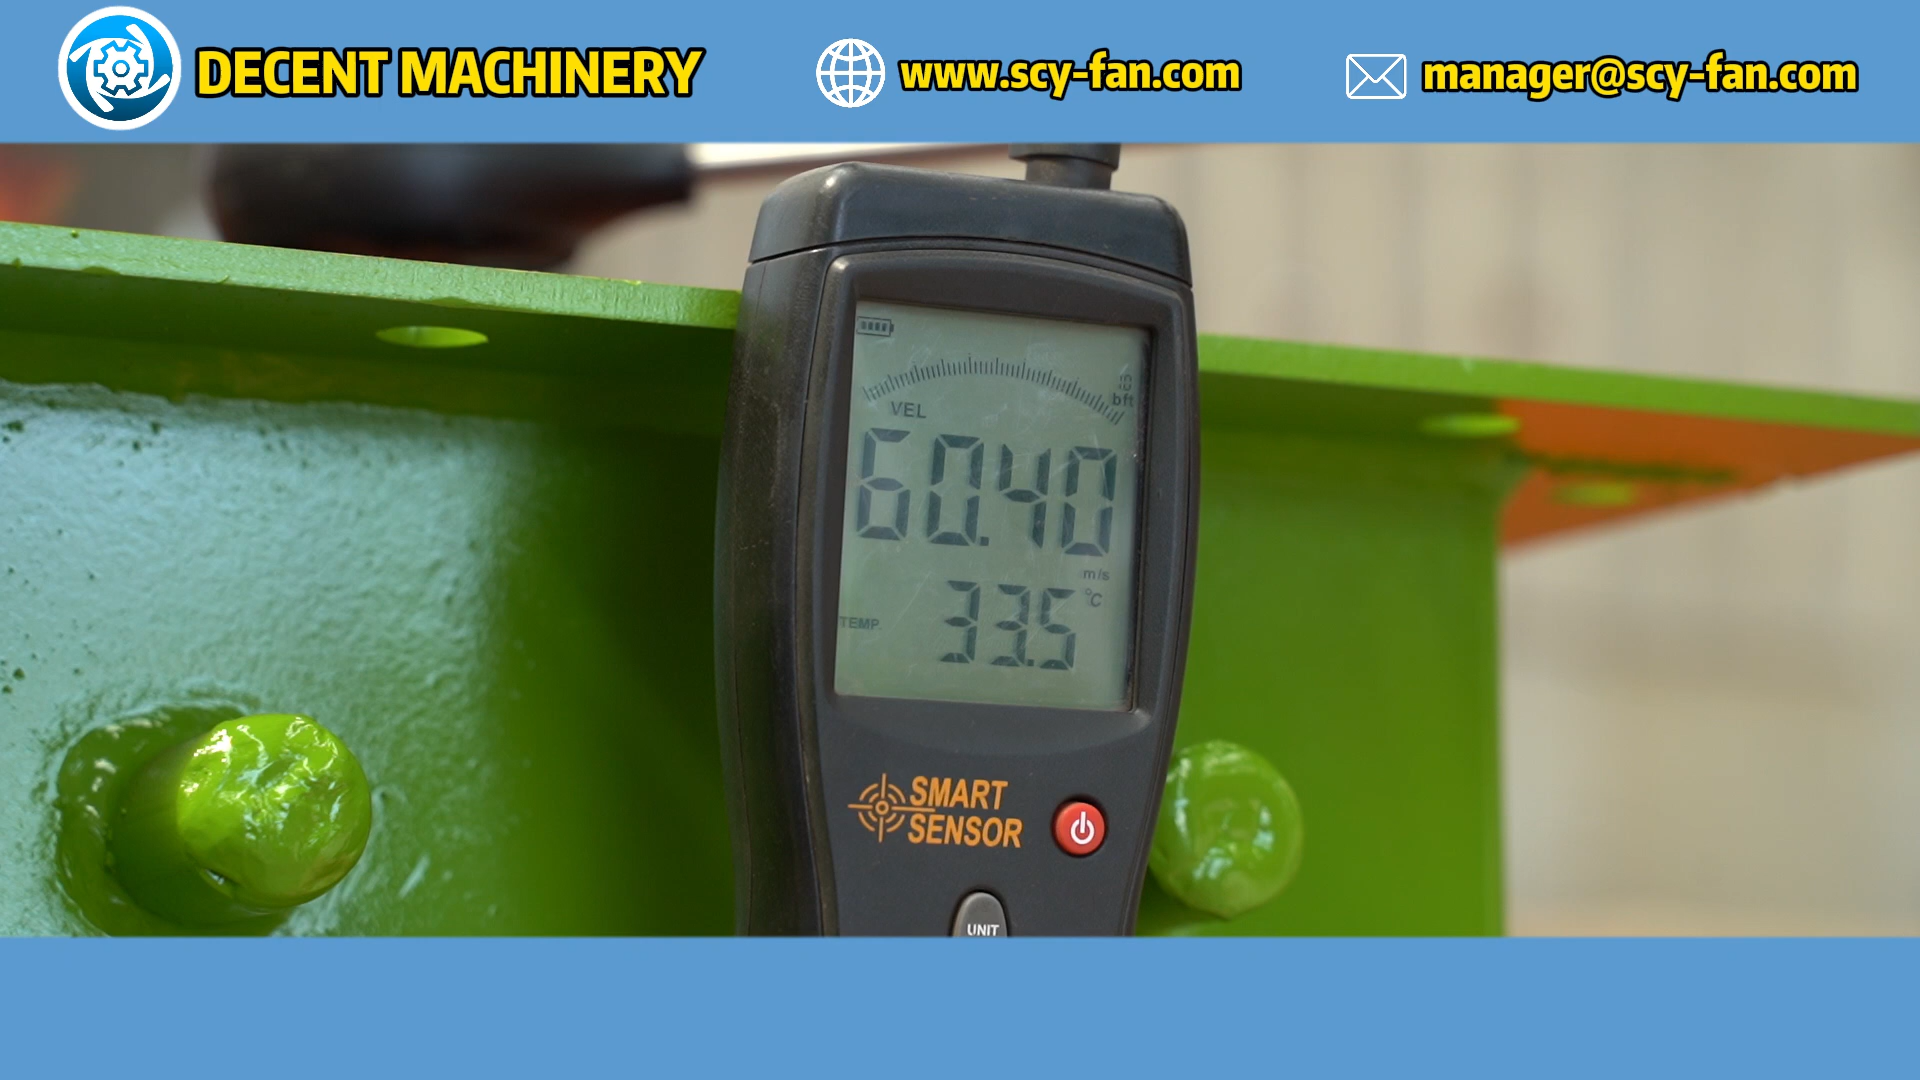 DECENT MACHINERY
www.scy-fan.com
manager@scy-fan.com
bft
VEL
60.40
m/s
TEMP. 33.5 °C
SMART
SENSOR
UNIT